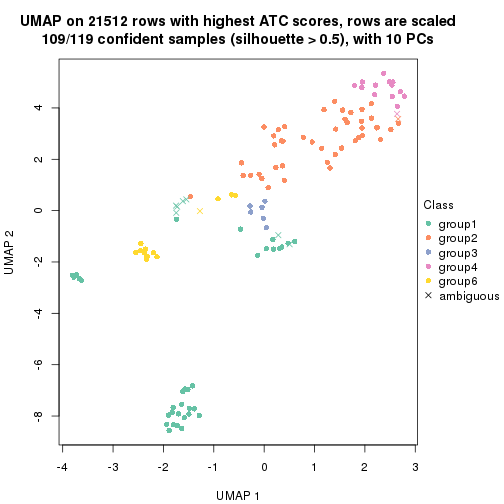 UMAP on 21512 rows with highest ATC scores, rows are scaled
109/119 confident samples (silhouette > 0.5), with 10 PCs
4
2
0
-2
-4
-6
-8
UMAP 2
-4
-3
-2
-1
0
1
2
3
UMAP 1
Class
group1
group2
group3
group4
group6
ambiguous